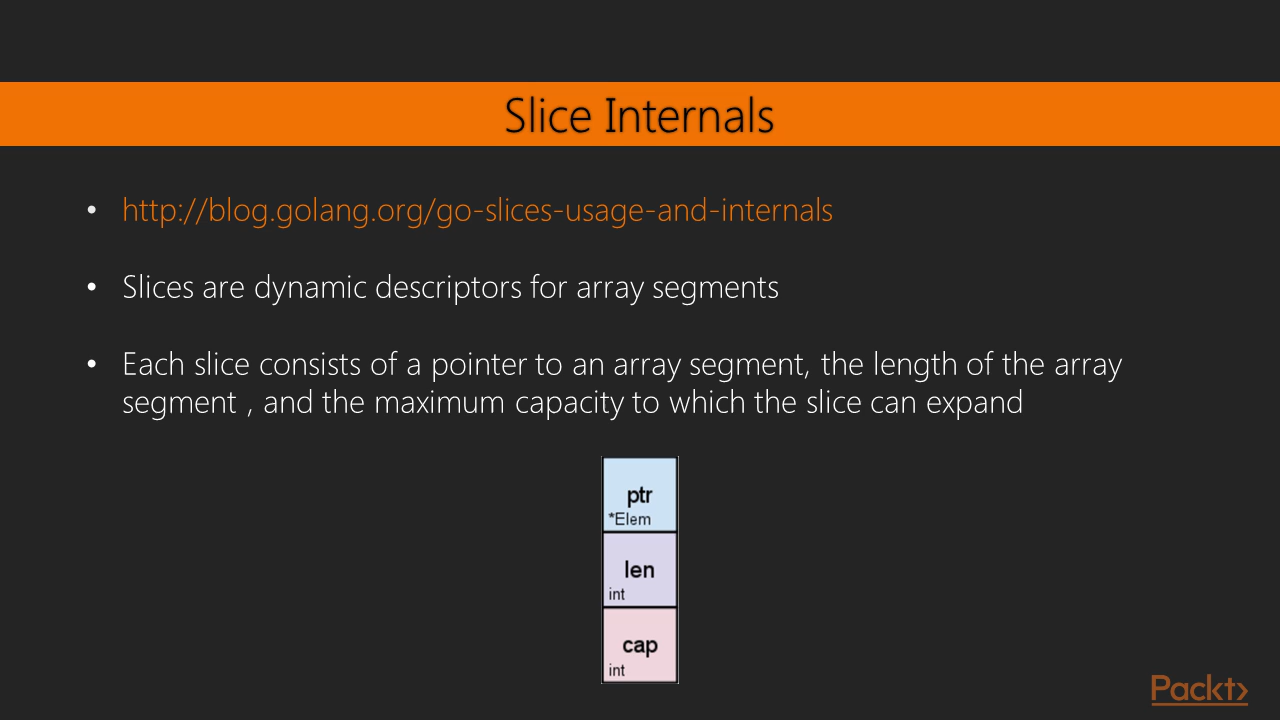 Slice Internals
• http://blog.golang.org/go-slices-usage-and-internals
• Slices are dynamic descriptors for array segments
• Each slice consists of a pointer to an array segment, the length of the array
segment , and the maximum capacity to which the slice can expand
ptr
*Elem
len
int
cap
int
Packt>